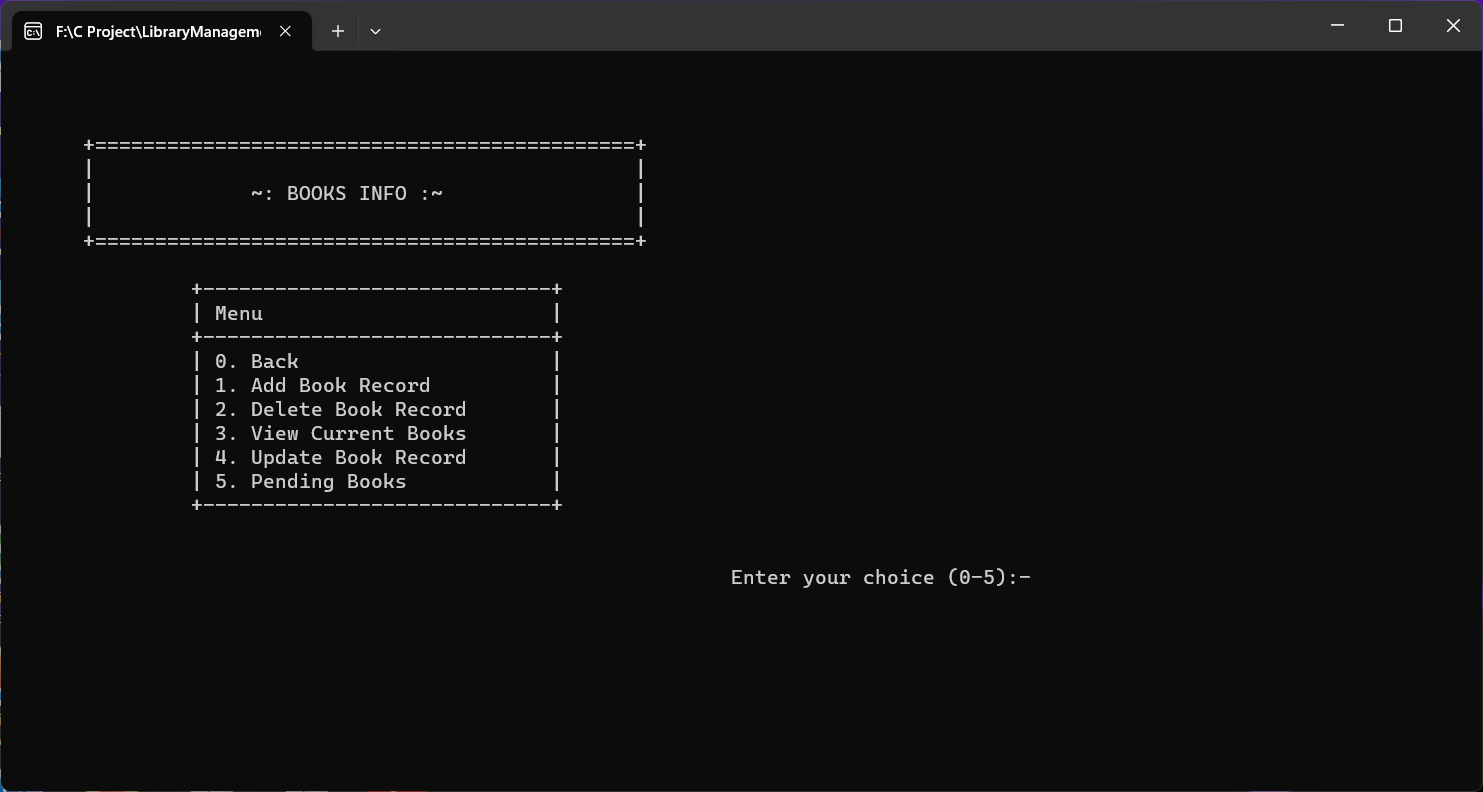 F:\C Project\LibraryManagem
+=============================================+
|                                             |
|             ~: BOOKS INFO :~                |
|                                             |
+=============================================+
+-----------------------------+
| Menu                        |
+-----------------------------+
| 0. Back                     |
| 1. Add Book Record          |
| 2. Delete Book Record       |
| 3. View Current Books       |
| 4. Update Book Record       |
| 5. Pending Books            |
+-----------------------------+
Enter your choice (0-5):-